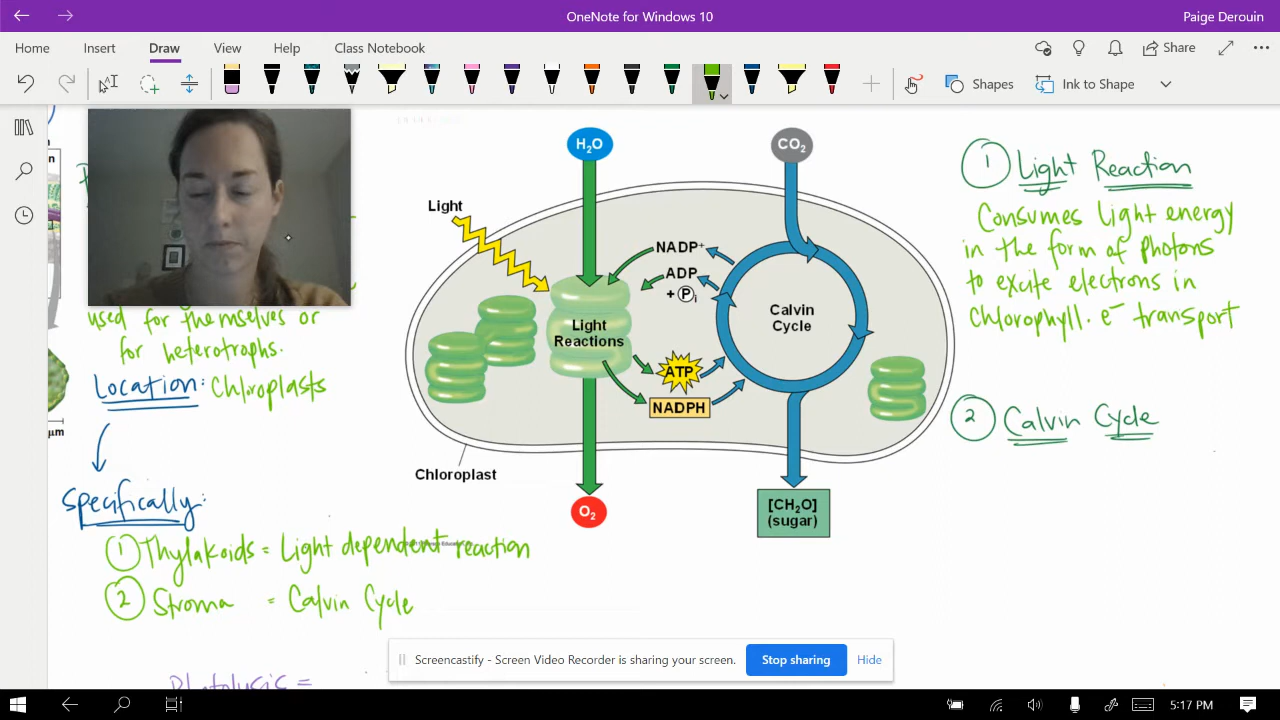 OneNote for Windows 10
Paige Derouin
Home Insert Draw View Help Class Notebook
Share
Shapes
Ink to Shape
n
used for themselves or
for heterotrophs.
Location: Chloroplasts
μm
Specifically:
① Thylakoids = Light dependent reaction
② Stroma = Calvin Cycle
Photolysis =
H₂O
CO₂
Light
NADP⁺
ADP
+ Pᵢ
Light
Reactions
Calvin
Cycle
ATP
NADPH
Chloroplast
O₂
[CH₂O]
(sugar)
① Light Reaction
Consumes light energy
in the form of photons
to excite electrons in
chlorophyll. e⁻ transport
② Calvin Cycle
Screencastify - Screen Video Recorder is sharing your screen.
Stop sharing
Hide
5:17 PM